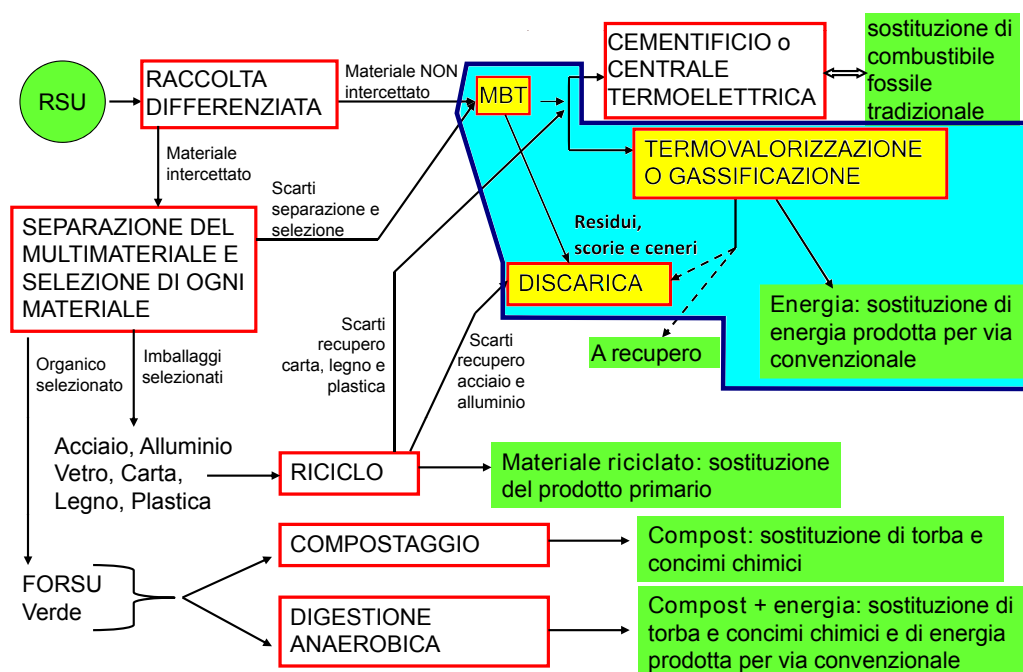 RSU
RACCOLTA
DIFFERENZIATA
Materiale NON
intercettato
MBT
CEMENTIFICIO o
CENTRALE
TERMOELETTRICA
sostituzione di
combustibile
fossile
tradizionale
Materiale
intercettato
TERMOVALORIZZAZIONE
O GASSIFICAZIONE
Scarti
separazione e
selezione
SEPARAZIONE DEL
MULTIMATERIALE E
SELEZIONE DI OGNI
MATERIALE
Residui,
scorie e ceneri
DISCARICA
Energia: sostituzione di
energia prodotta per via
convenzionale
A recupero
Organico
selezionato
Imballaggi
selezionati
Scarti
recupero
carta, legno e
plastica
Scarti
recupero
acciaio e
alluminio
Acciaio, Alluminio
Vetro, Carta,
Legno, Plastica
RICICLO
Materiale riciclato: sostituzione
del prodotto primario
COMPOSTAGGIO
Compost: sostituzione di torba e
concimi chimici
FORSU
Verde
DIGESTIONE
ANAEROBICA
Compost + energia: sostituzione di
torba e concimi chimici e di energia
prodotta per via convenzionale